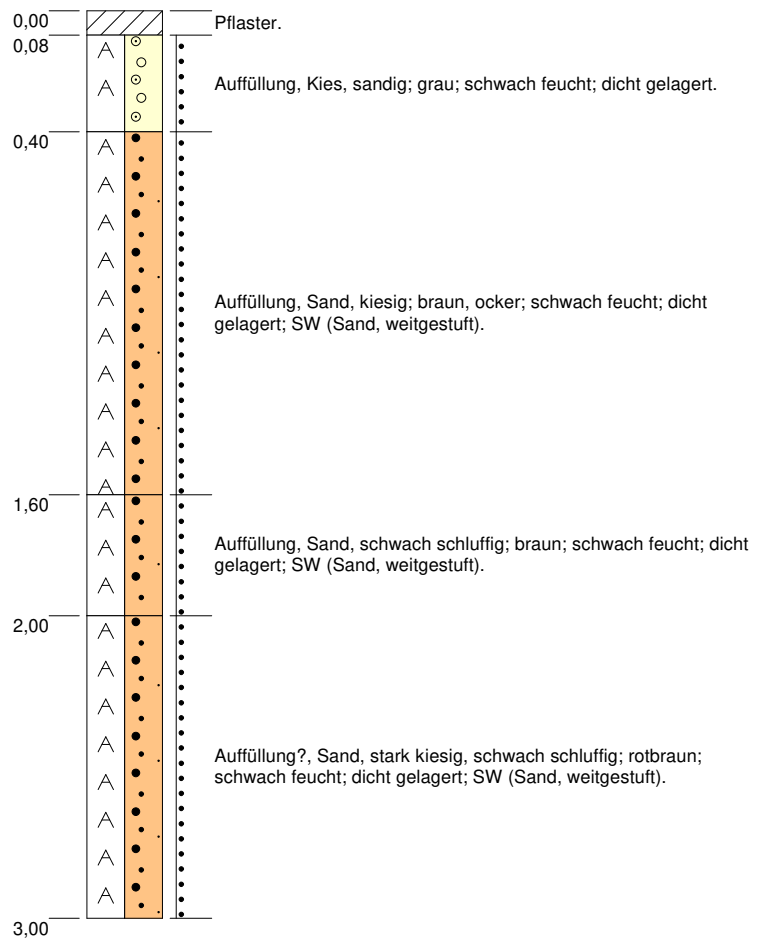 0,00
Pflaster.
0,08
Auffüllung, Kies, sandig; grau; schwach feucht; dicht gelagert.
0,40
Auffüllung, Sand, kiesig; braun, ocker; schwach feucht; dicht
gelagert; SW (Sand, weitgestuft).
1,60
Auffüllung, Sand, schwach schluffig; braun; schwach feucht; dicht
gelagert; SW (Sand, weitgestuft).
2,00
Auffüllung?, Sand, stark kiesig, schwach schluffig; rotbraun;
schwach feucht; dicht gelagert; SW (Sand, weitgestuft).
3,00